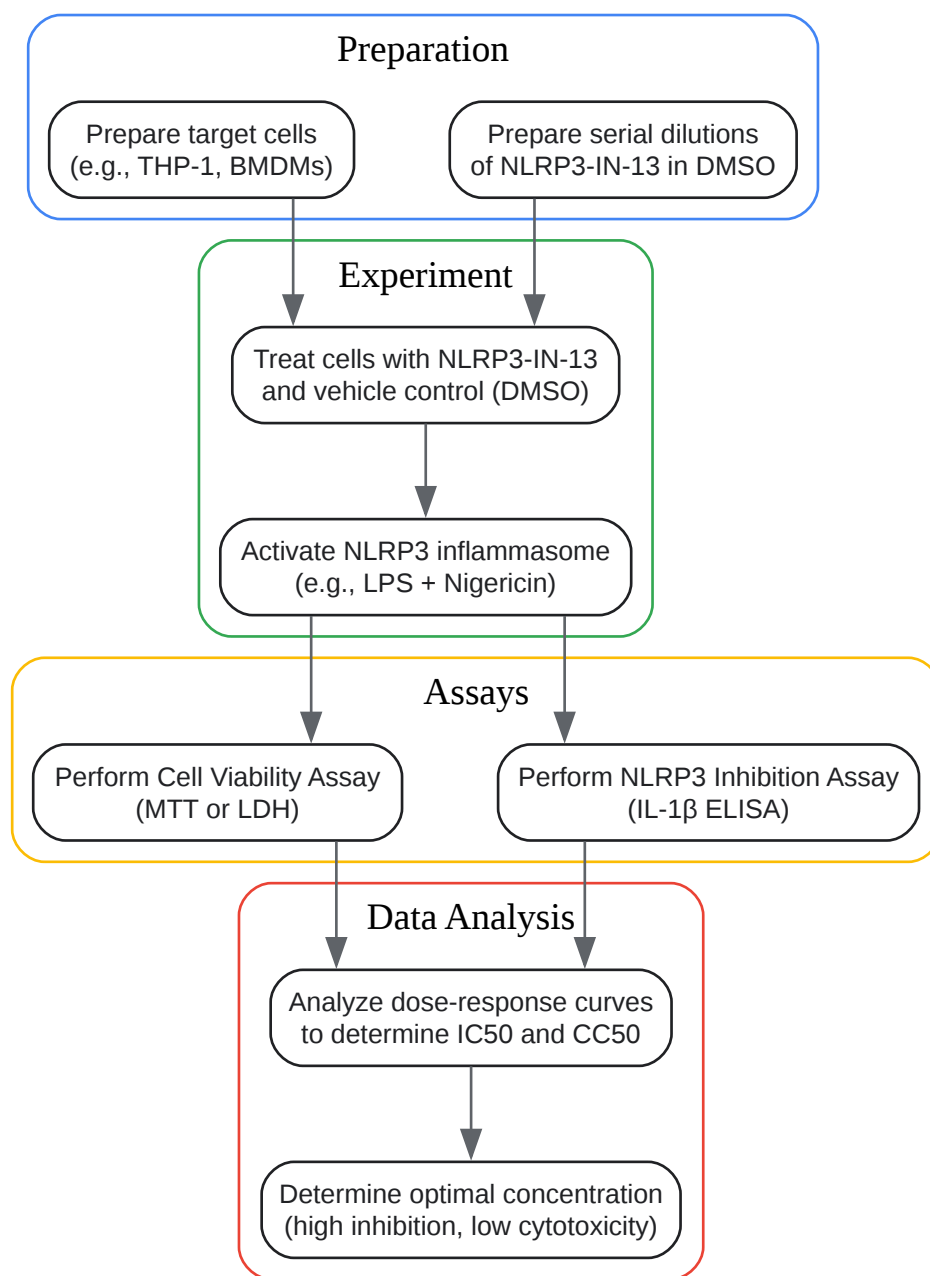 Preparation
Prepare target cells
(e.g., THP-1, BMDMs)
Prepare serial dilutions
of NLRP3-IN-13 in DMSO
Experiment
Treat cells with NLRP3-IN-13
and vehicle control (DMSO)
Activate NLRP3 inflammasome
(e.g., LPS + Nigericin)
Assays
Perform Cell Viability Assay
(MTT or LDH)
Perform NLRP3 Inhibition Assay
(IL-1β ELISA)
Data Analysis
Analyze dose-response curves
to determine IC50 and CC50
Determine optimal concentration
(high inhibition, low cytotoxicity)